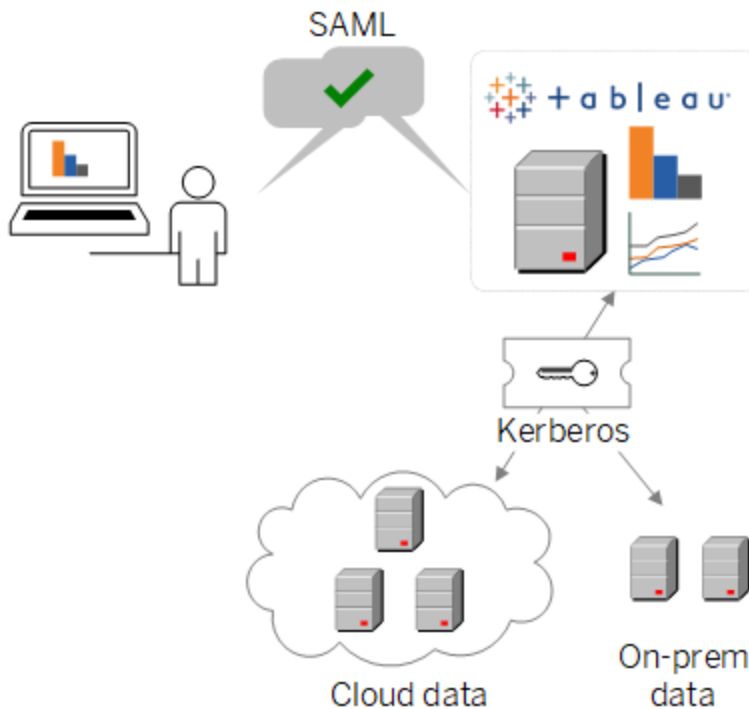 SAML
+ a b l e a u
Kerberos
Cloud data
On-prem
data